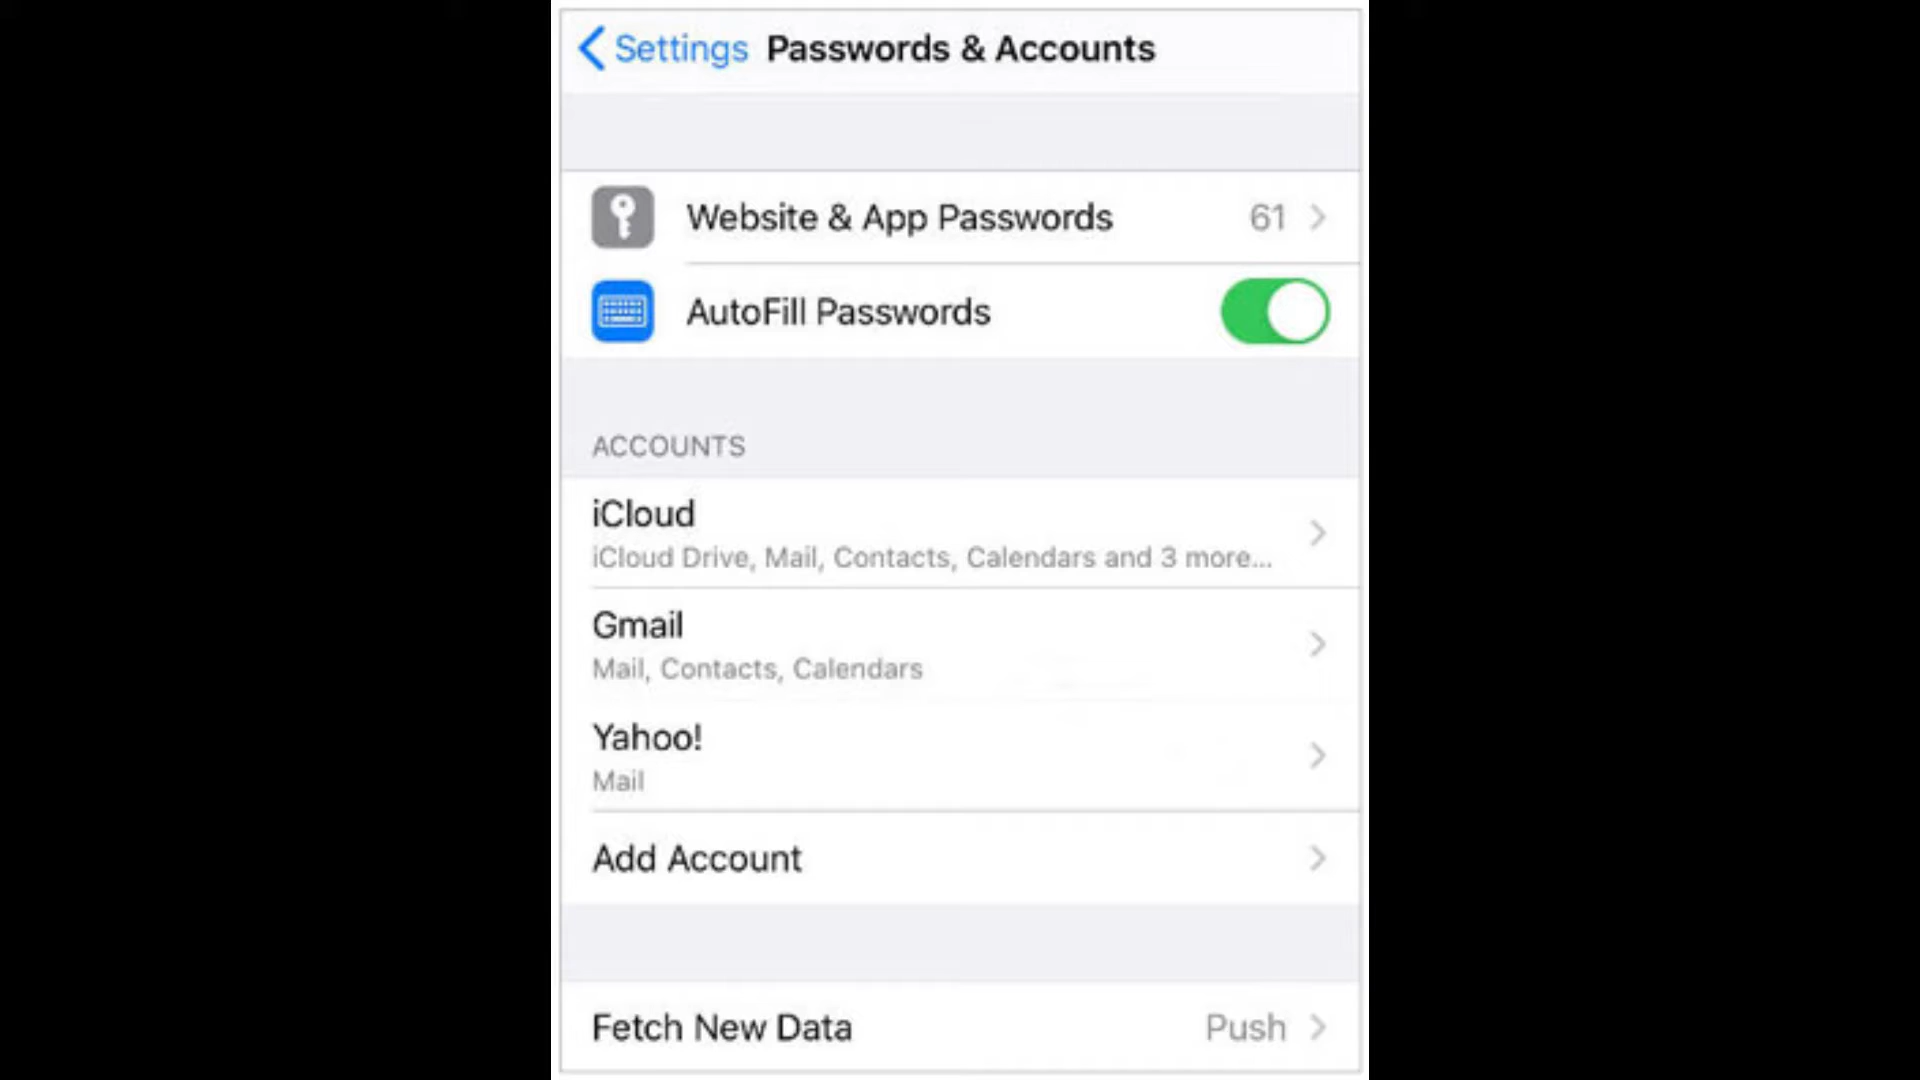 Settings Passwords & Accounts
Website & App Passwords 61
AutoFill Passwords
ACCOUNTS
iCloud
iCloud Drive, Mail, Contacts, Calendars and 3 more...
Gmail
Mail, Contacts, Calendars
Yahoo!
Mail
Add Account
Fetch New Data Push